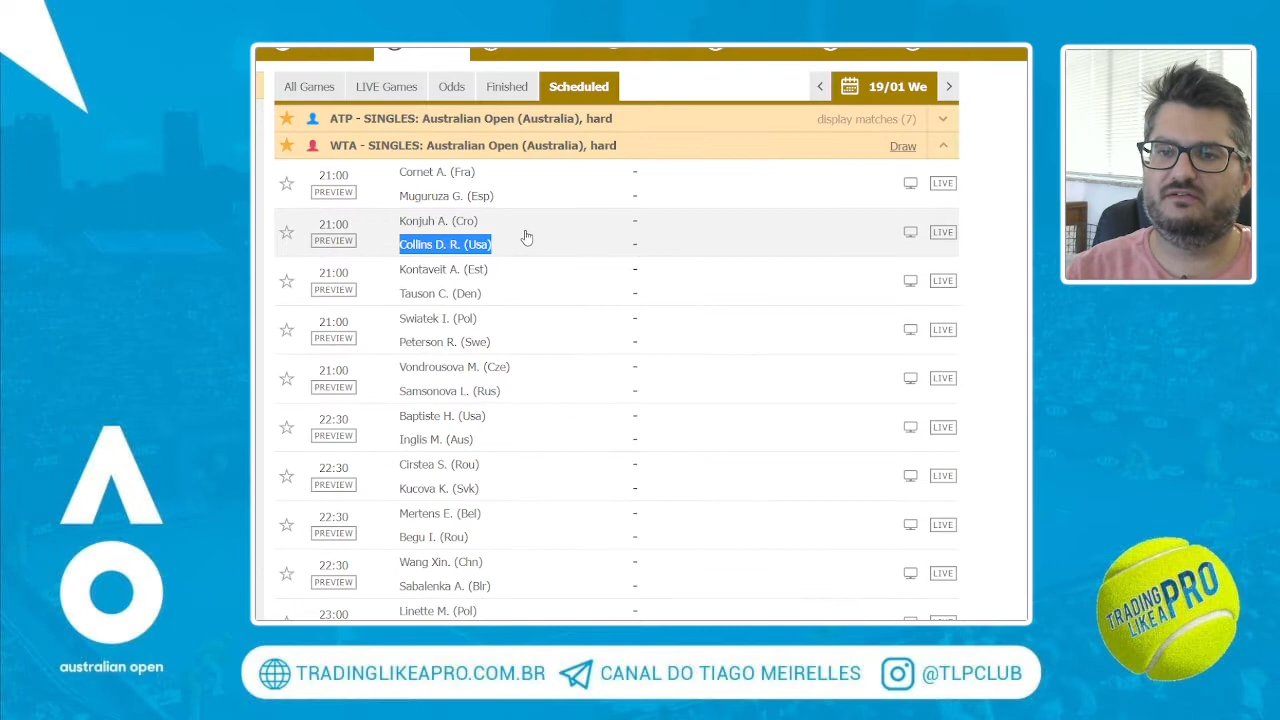 All Games LIVE Games Odds Finished Scheduled 19/01 We
ATP - SINGLES: Australian Open (Australia), hard display matches (7)
WTA - SINGLES: Australian Open (Australia), hard Draw
21:00 Cornet A. (Fra) -
PREVIEW Muguruza G. (Esp) - LIVE
21:00 Konjuh A. (Cro) -
PREVIEW Collins D. R. (Usa) - LIVE
21:00 Kontaveit A. (Est) -
PREVIEW Tauson C. (Den) LIVE
21:00 Swiatek I. (Pol) -
PREVIEW Peterson R. (Swe) - LIVE
21:00 Vondrousova M. (Cze) -
PREVIEW Samsonova L. (Rus) - LIVE
22:30 Baptiste H. (Usa) -
PREVIEW Inglis M. (Aus) - LIVE
22:30 Cirstea S. (Rou) -
PREVIEW Kucova K. (Svk) - LIVE
22:30 Mertens E. (Bel) -
PREVIEW Begu I. (Rou) - LIVE
22:30 Wang Xin. (Chn) -
PREVIEW Sabalenka A. (Blr) - LIVE
23:00 Linette M. (Pol) -
australian open
TRADING
LIKE A PRO
TRADINGLIKEAPRO.COM.BR CANAL DO TIAGO MEIRELLES @TLPCLUB